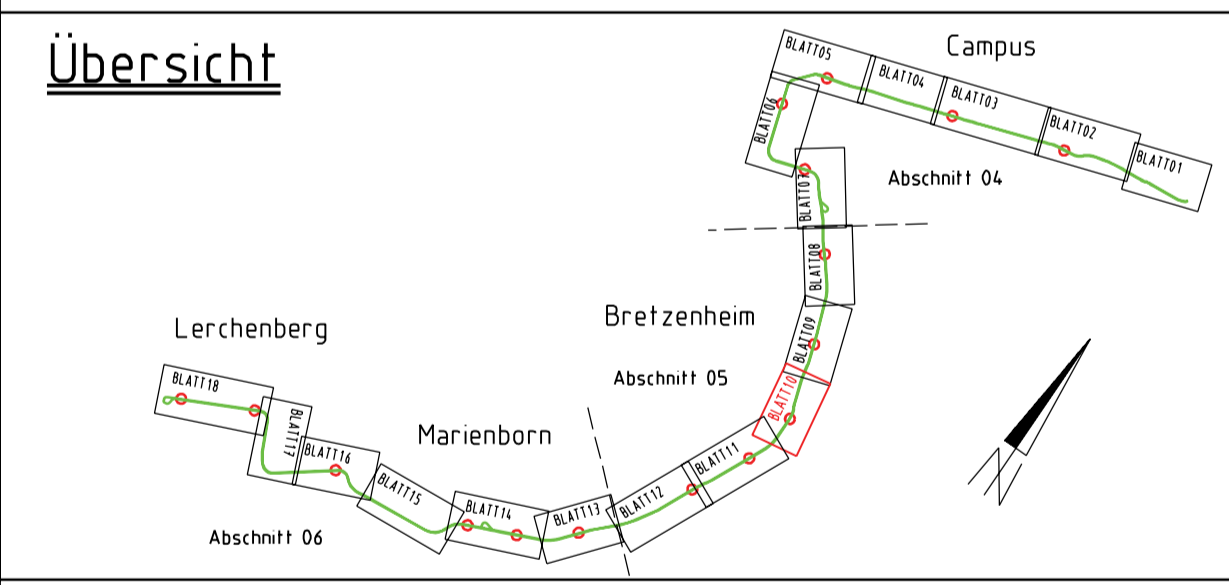 Übersicht
Campus
BLATT05
BLATT04
BLATT03
BLATT02
BLATT01
BLATT06
Abschnitt 04
BLATT07
BLATT08
Bretzenheim
BLATT09
Lerchenberg
Abschnitt 05
BLATT10
BLATT18
BLATT17
Marienborn
BLATT16
BLATT11
BLATT15
BLATT12
BLATT14
BLATT13
Abschnitt 06
N